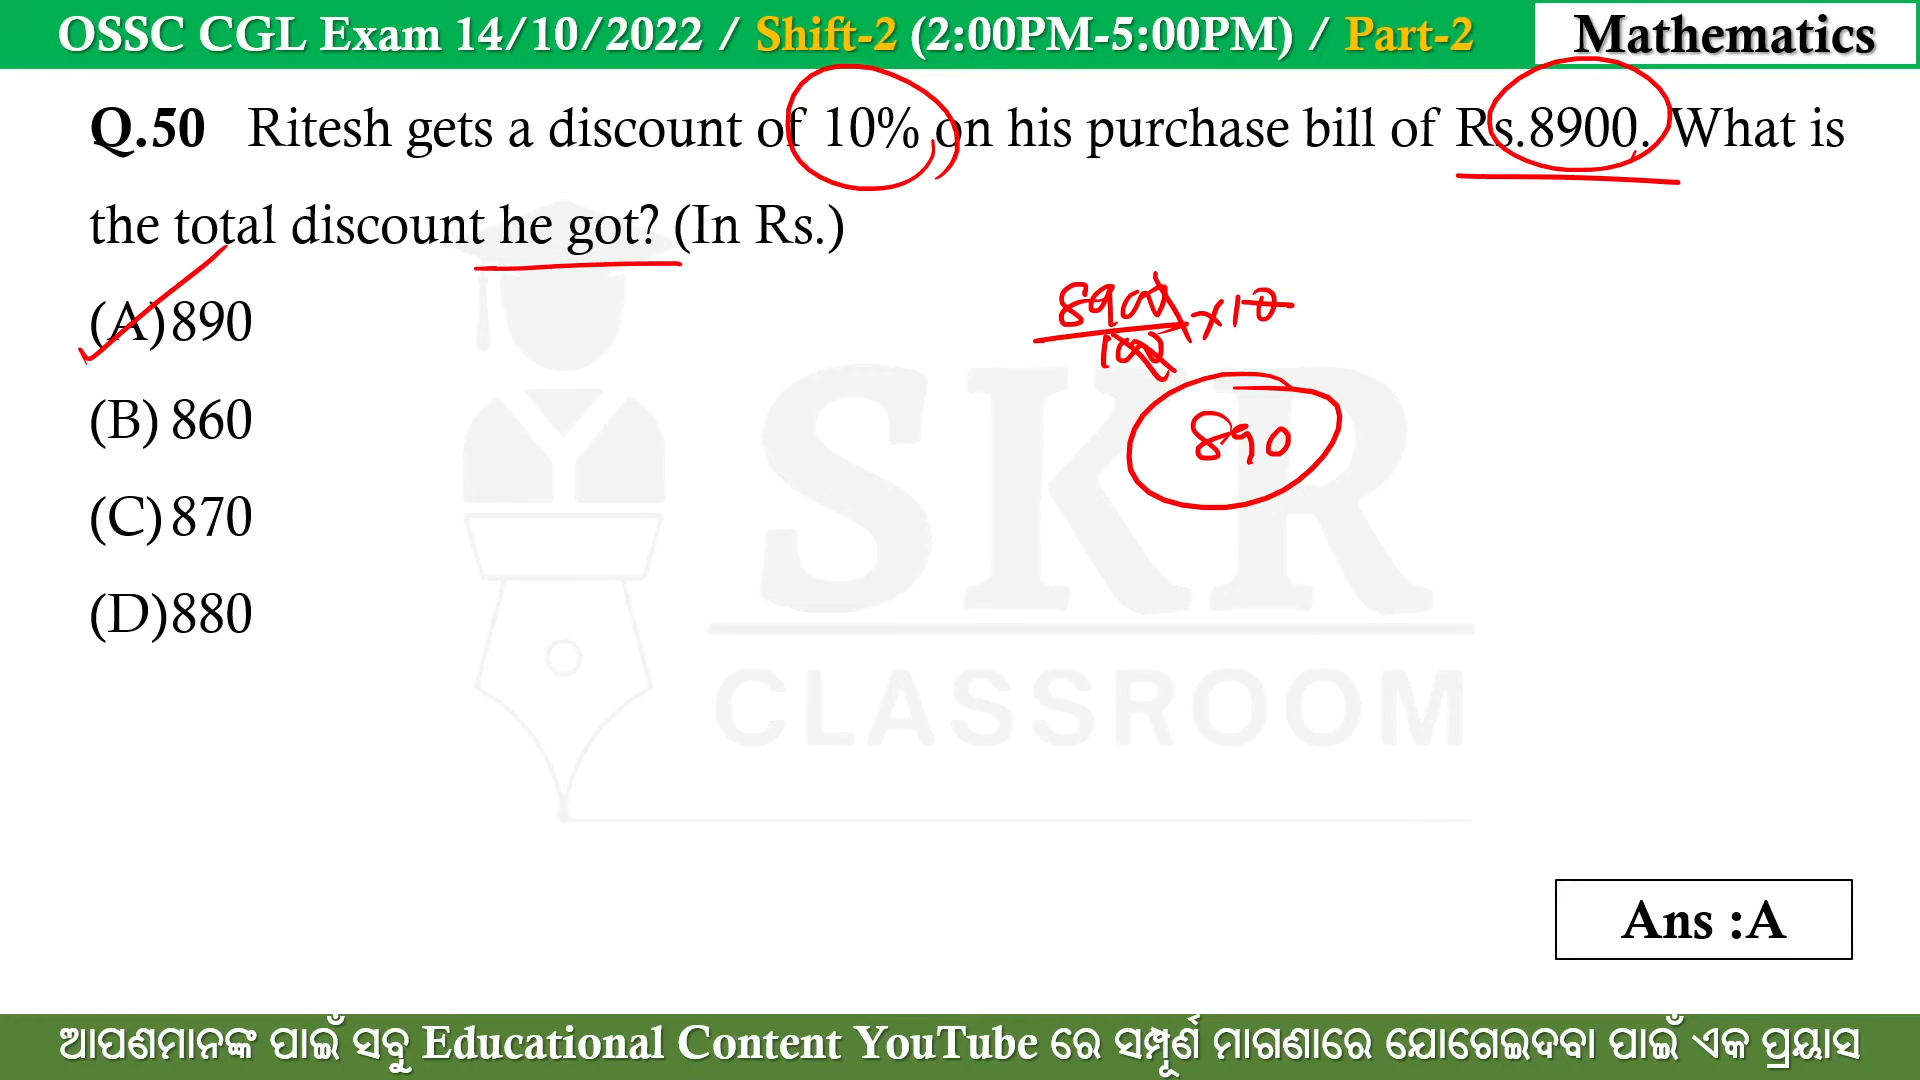 OSSC CGL Exam 14/10/2022 / Shift-2 (2:00PM-5:00PM) / Part-2 Mathematics
Q.50 Ritesh gets a discount of 10% on his purchase bill of Rs.8900. What is
the total discount he got? (In Rs.)
(A) 890
(B) 860
(C) 870
(D) 880
8900
100
×10
890
SKR
CLASSROOM
Ans :A
ଆପଣମାନଙ୍କ ପାଇଁ ସବୁ Educational Content YouTube ରେ ସମ୍ପୂର୍ଣ ମାଗଣାରେ ଯୋଗେଇଦବା ପାଇଁ ଏକ ପ୍ରୟାସ